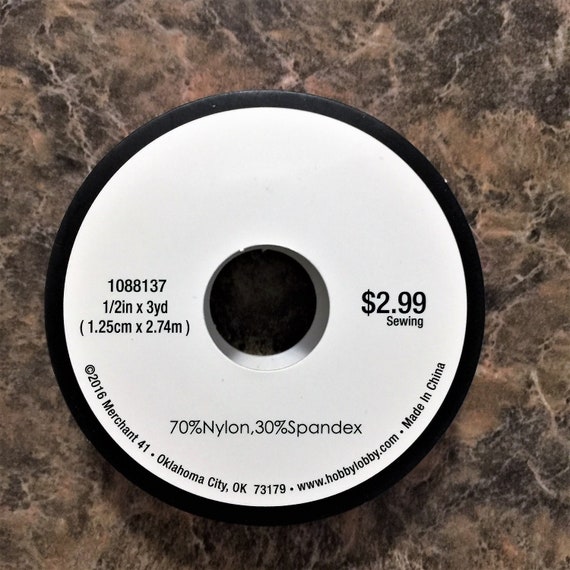 1088137
1/2in x 3yd
( 1.25cm x 2.74m )
$2.99
Sewing
70%Nylon,30%Spandex
©2016 Merchant 41 • Oklahoma City, OK 73179 • www.hobbylobby.com • Made In China